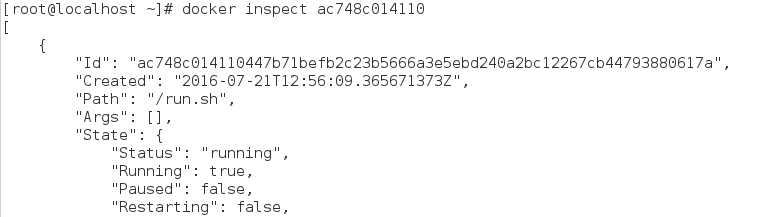 [root@localhost ~]# docker inspect ac748c014110
[
    {
        "Id": "ac748c014110447b71befb2c23b5666a3e5ebd240a2bc12267cb44793880617a",
        "Created": "2016-07-21T12:56:09.365671373Z",
        "Path": "/run.sh",
        "Args": [],
        "State": {
            "Status": "running",
            "Running": true,
            "Paused": false,
            "Restarting": false,